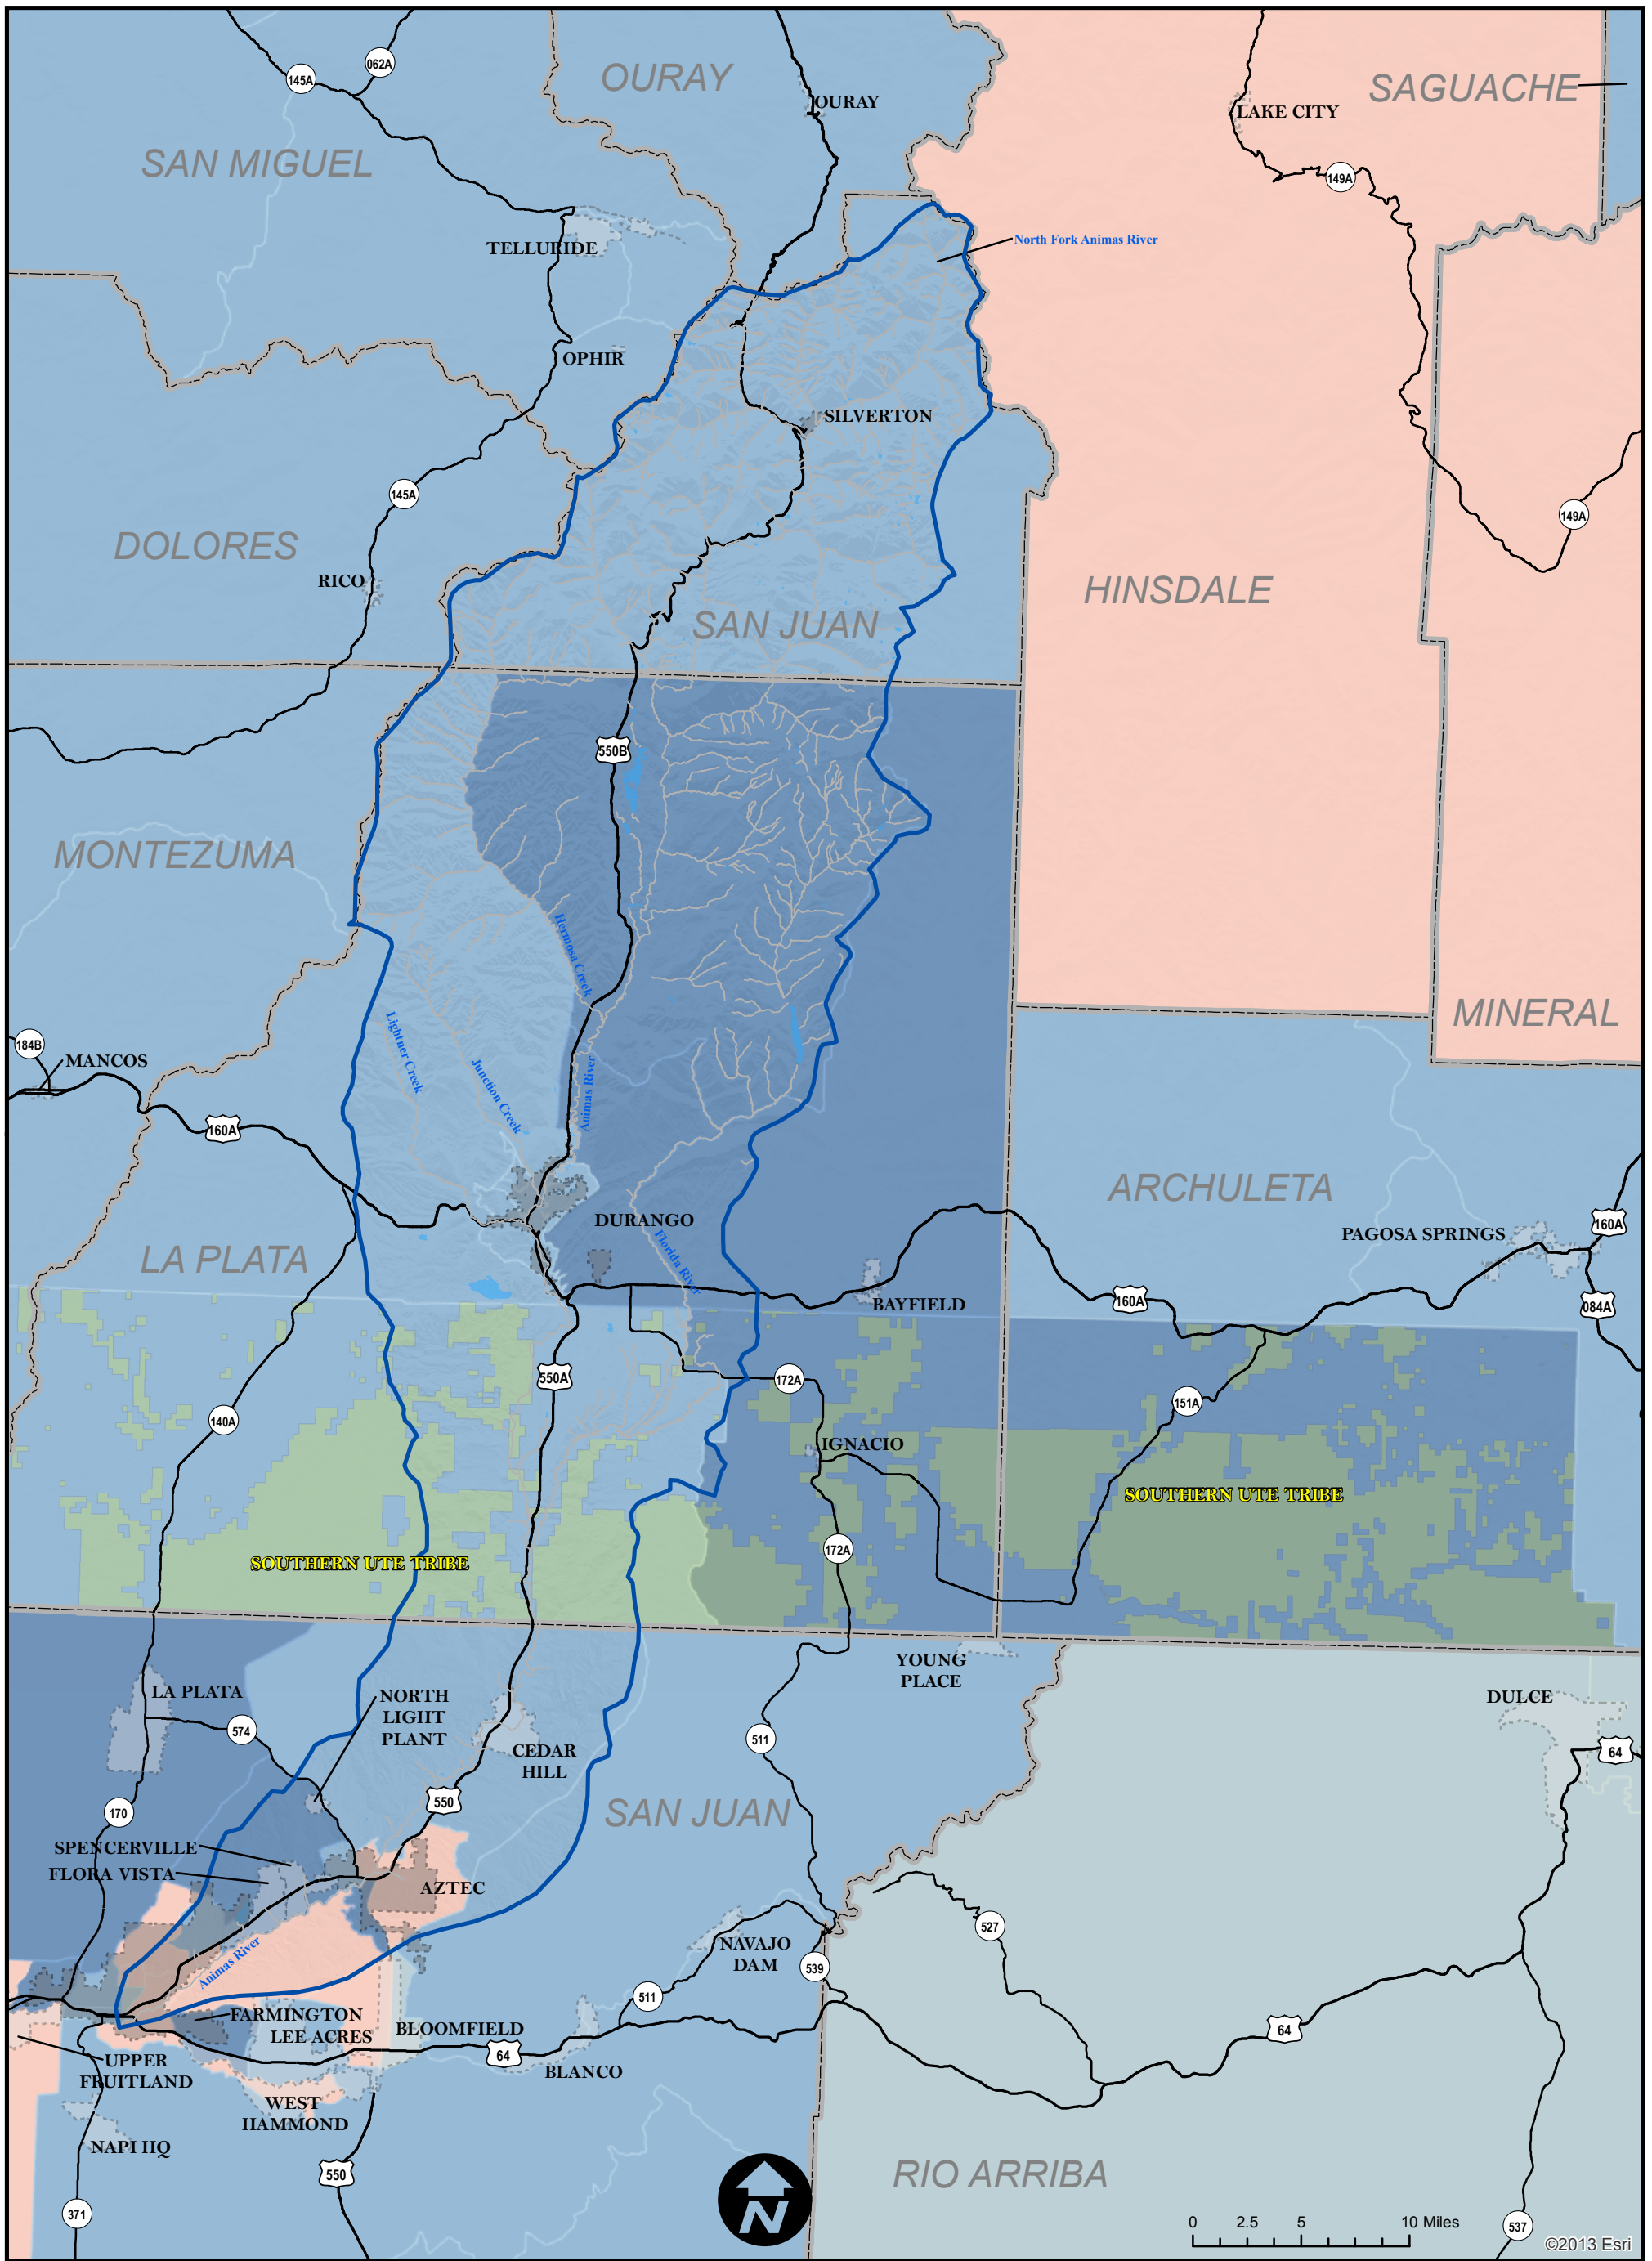 062A
145A
OURAY
SAGUACHE
OURAY
LAKE CITY
SAN MIGUEL
149A
TELLURIDE
North Fork Animas River
OPHIR
SILVERTON
145A
149A
DOLORES
RICO
HINSDALE
SAN JUAN
550B
MONTEZUMA
Hermosa Creek
MINERAL
Lightner Creek
184B
MANCOS
Junction Creek
Animas River
160A
ARCHULETA
DURANGO
160A
PAGOSA SPRINGS
LA PLATA
Florida River
160A
BAYFIELD
084A
550A
172A
151A
140A
IGNACIO
SOUTHERN UTE TRIBE
172A
SOUTHERN UTE TRIBE
YOUNG
PLACE
LA PLATA
NORTH
LIGHT
PLANT
DULCE
574
511
CEDAR
HILL
64
550
170
SAN JUAN
SPENCERVILLE
FLORA VISTA
AZTEC
527
Animas River
NAVAJO
DAM
539
511
FARMINGTON
LEE ACRES
BLOOMFIELD
64
64
UPPER
FRUITLAND
BLANCO
WEST
HAMMOND
NAPI HQ
550
RIO ARRIBA
371
N
0 2.5 5 10 Miles
537
©2013 Esri